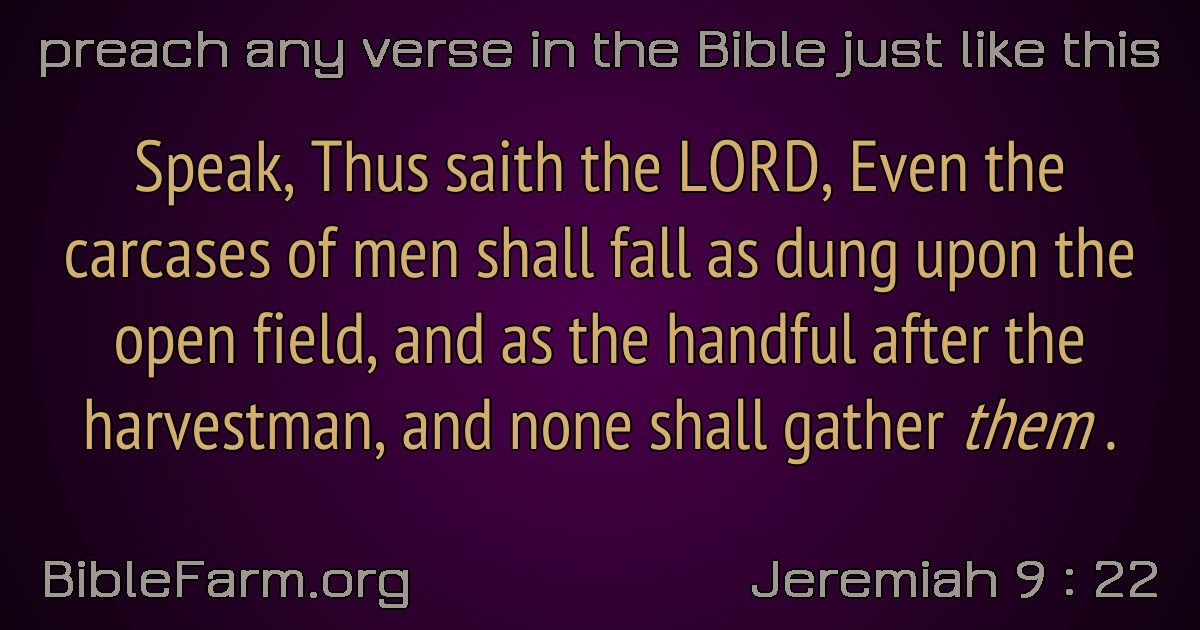 preach any verse in the Bible just like this
Speak, Thus saith the LORD, Even the
carcases of men shall fall as dung upon the
open field, and as the handful after the
harvestman, and none shall gather them .
BibleFarm.org
Jeremiah 9 : 22